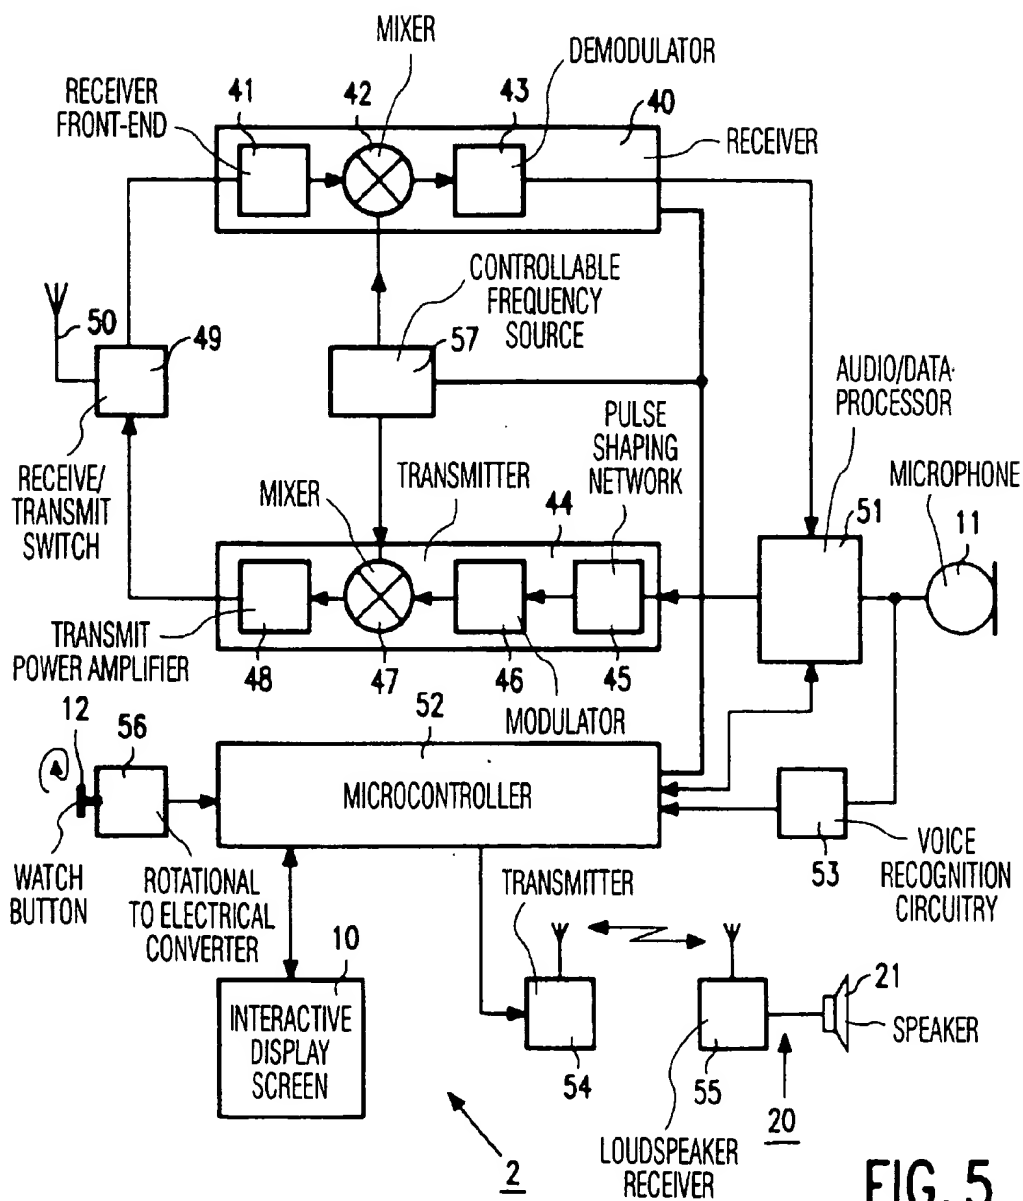 MIXER
DEMODULATOR
RECEIVER
FRONT-END
41
42
43
40
RECEIVER
CONTROLLABLE
FREQUENCY
SOURCE
50
49
57
AUDIO/DATA-
PROCESSOR
PULSE
SHAPING
NETWORK
RECEIVE/
TRANSMIT
SWITCH
MIXER
TRANSMITTER
44
MICROPHONE
51
11
TRANSMIT
POWER AMPLIFIER
48
47
46
45
MODULATOR
12
56
52
MICROCONTROLLER
WATCH
BUTTON
ROTATIONAL
TO ELECTRICAL
CONVERTER
53
VOICE
RECOGNITION
CIRCUITRY
TRANSMITTER
10
INTERACTIVE
DISPLAY
SCREEN
21
SPEAKER
54
55
20
LOUDSPEAKER
RECEIVER
2
FIG. 5